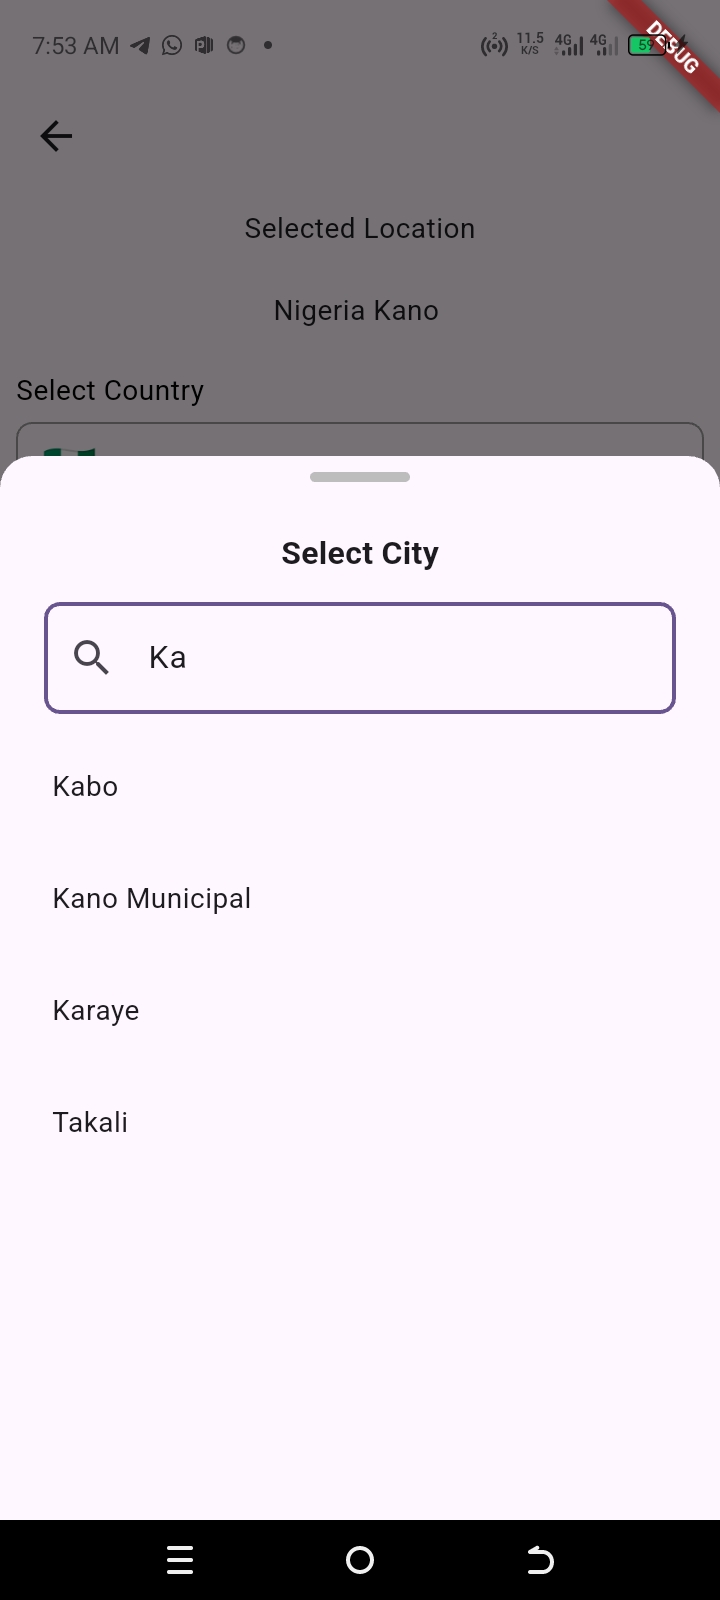 7:53 AM
2
11.5
K/S
4G
4G
59
DEBUG
Selected Location
Nigeria Kano
Select Country
Select City
Ka
Kabo
Kano Municipal
Karaye
Takali